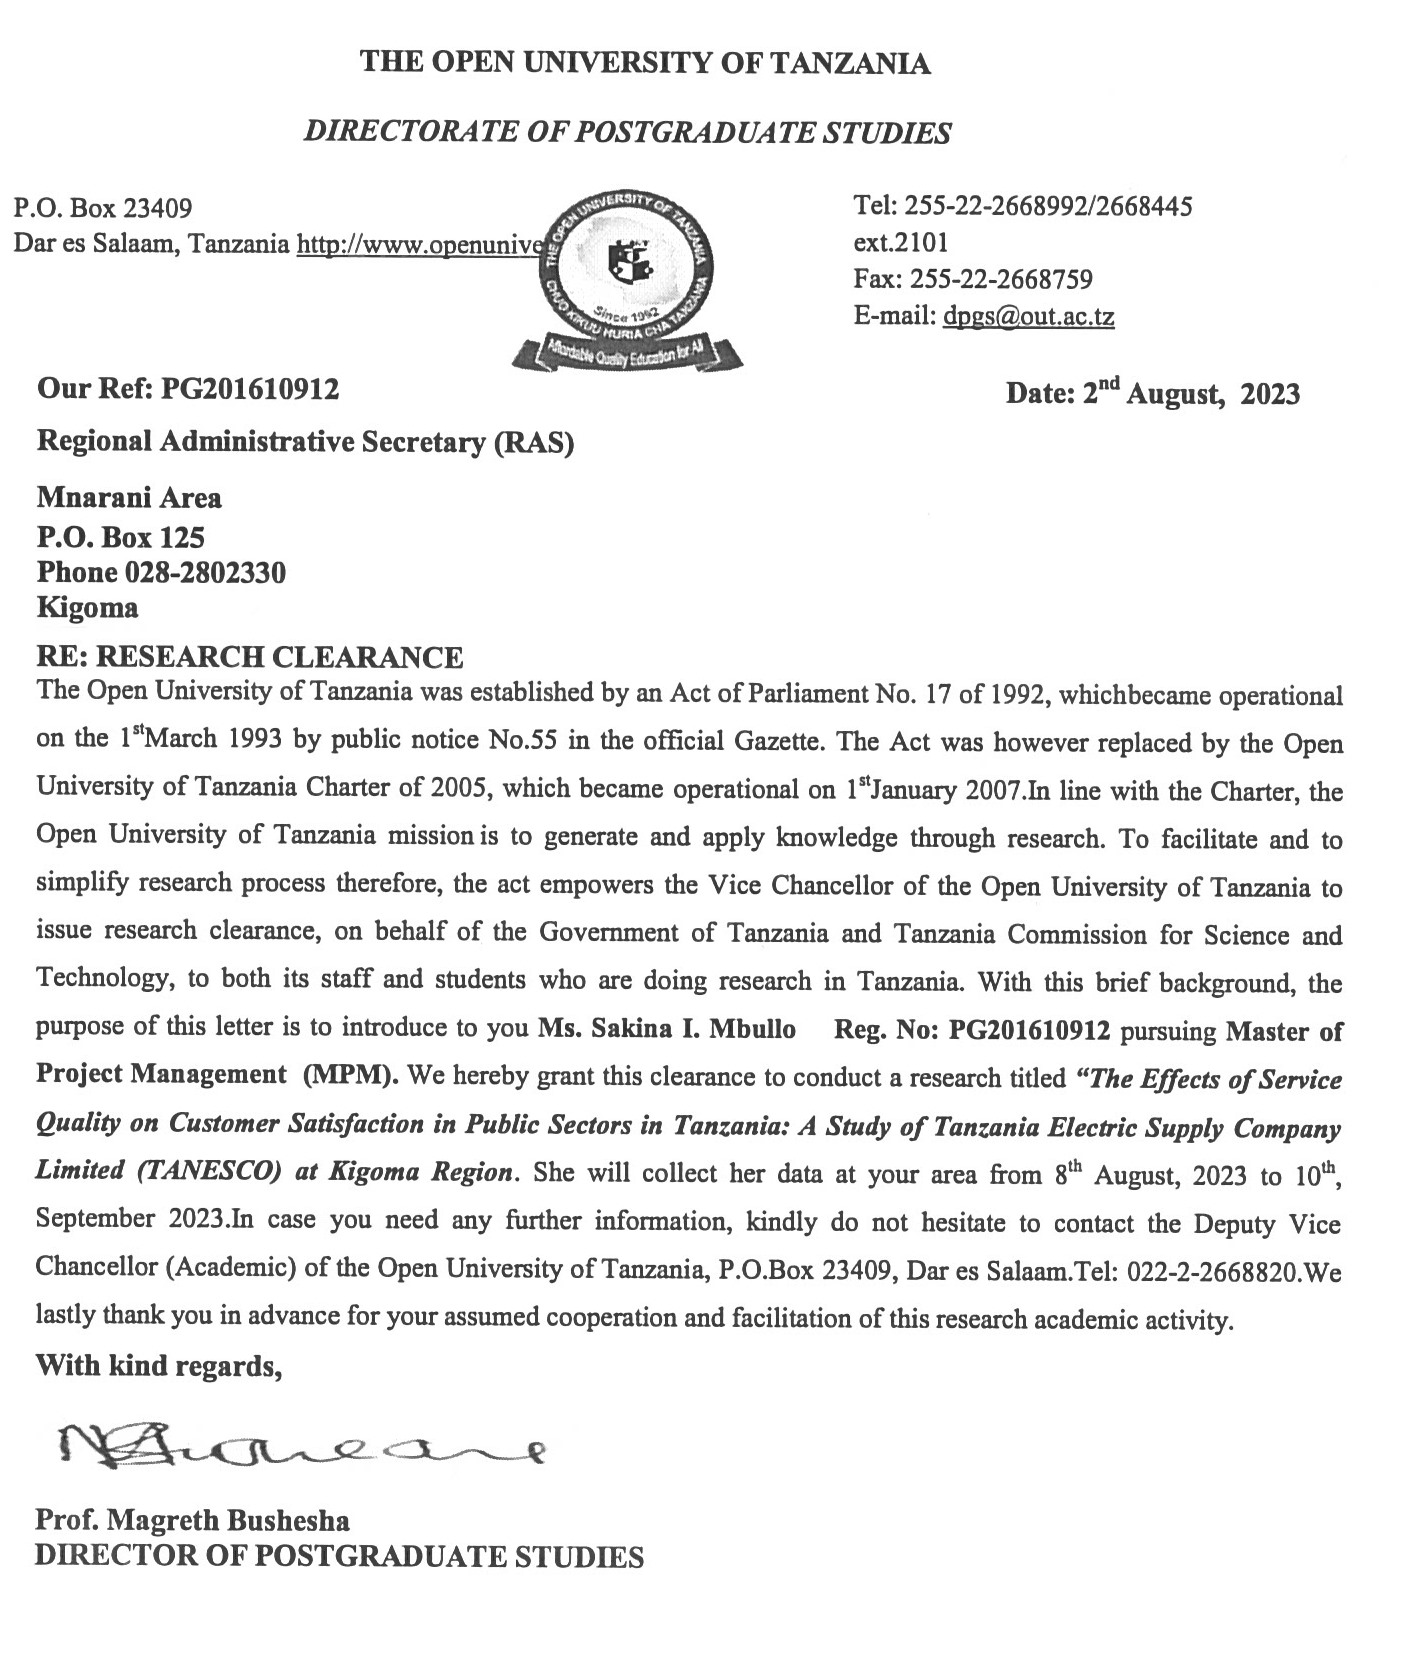 THE OPEN UNIVERSITY OF TANZANIA
DIRECTORATE OF POSTGRADUATE STUDIES
P.O. Box 23409
Dar es Salaam, Tanzania http://www.openunive
THE OPEN UNIVERSITY OF TANZANIA
CHUO KIKUU HURIA CHA TANZANIA
Since 1992
Affordable Quality Education for All
Tel: 255-22-2668992/2668445
ext.2101
Fax: 255-22-2668759
E-mail: dpgs@out.ac.tz
Our Ref: PG201610912
Date: 2nd August, 2023
Regional Administrative Secretary (RAS)
Mnarani Area
P.O. Box 125
Phone 028-2802330
Kigoma
RE: RESEARCH CLEARANCE
The Open University of Tanzania was established by an Act of Parliament No. 17 of 1992, whichbecame operational
on the 1stMarch 1993 by public notice No.55 in the official Gazette. The Act was however replaced by the Open
University of Tanzania Charter of 2005, which became operational on 1stJanuary 2007.In line with the Charter, the
Open University of Tanzania mission is to generate and apply knowledge through research. To facilitate and to
simplify research process therefore, the act empowers the Vice Chancellor of the Open University of Tanzania to
issue research clearance, on behalf of the Government of Tanzania and Tanzania Commission for Science and
Technology, to both its staff and students who are doing research in Tanzania. With this brief background, the
purpose of this letter is to introduce to you Ms. Sakina I. Mbullo Reg. No: PG201610912 pursuing Master of
Project Management (MPM). We hereby grant this clearance to conduct a research titled “The Effects of Service
Quality on Customer Satisfaction in Public Sectors in Tanzania: A Study of Tanzania Electric Supply Company
Limited (TANESCO) at Kigoma Region. She will collect her data at your area from 8th August, 2023 to 10th,
September 2023.In case you need any further information, kindly do not hesitate to contact the Deputy Vice
Chancellor (Academic) of the Open University of Tanzania, P.O.Box 23409, Dar es Salaam.Tel: 022-2-2668820.We
lastly thank you in advance for your assumed cooperation and facilitation of this research academic activity.
With kind regards,
Prof. Magreth Bushesha
DIRECTOR OF POSTGRADUATE STUDIES